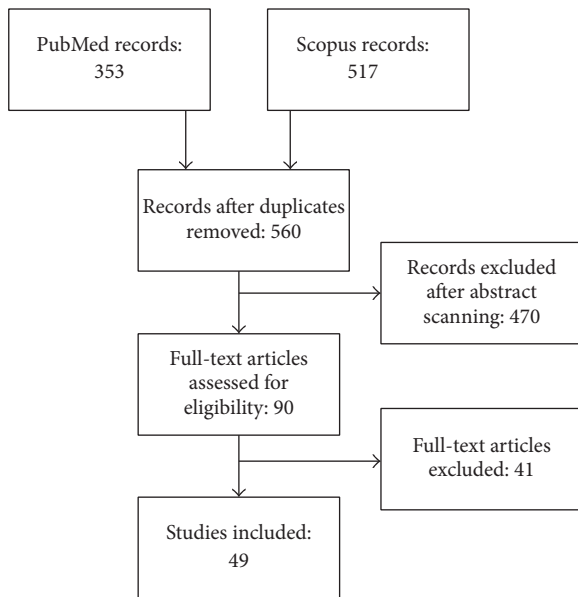 PubMed records:
353
Scopus records:
517
Records after duplicates
removed: 560
Records excluded
after abstract
scanning: 470
Full-text articles
assessed for
eligibility: 90
Full-text articles
excluded: 41
Studies included:
49